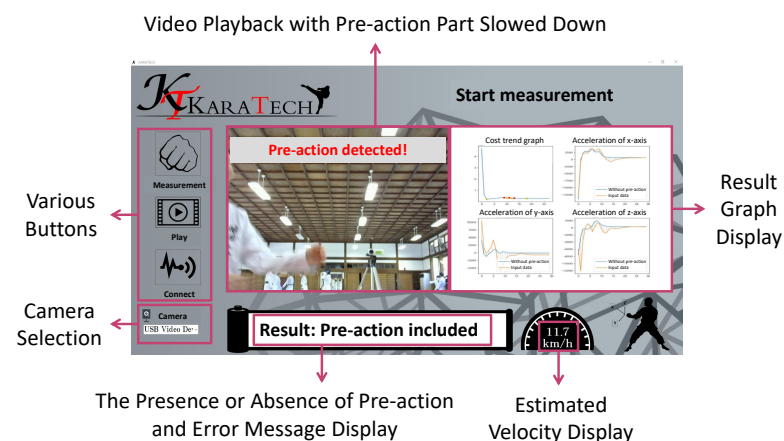 Video Playback with Pre-action Part Slowed Down
KARATECH
KT KARATECH
Start measurement
Pre-action detected!
Cost trend graph
Acceleration of x-axis
Without pre-action
Input data
Acceleration of y-axis
Acceleration of z-axis
Without pre-action
Input data
Without pre-action
Input data
Measurement
Play
Connect
Camera
USB Video De
Various
Buttons
Camera
Selection
Result
Graph
Display
Result: Pre-action included
11.7
km/h
The Presence or Absence of Pre-action
and Error Message Display
Estimated
Velocity Display